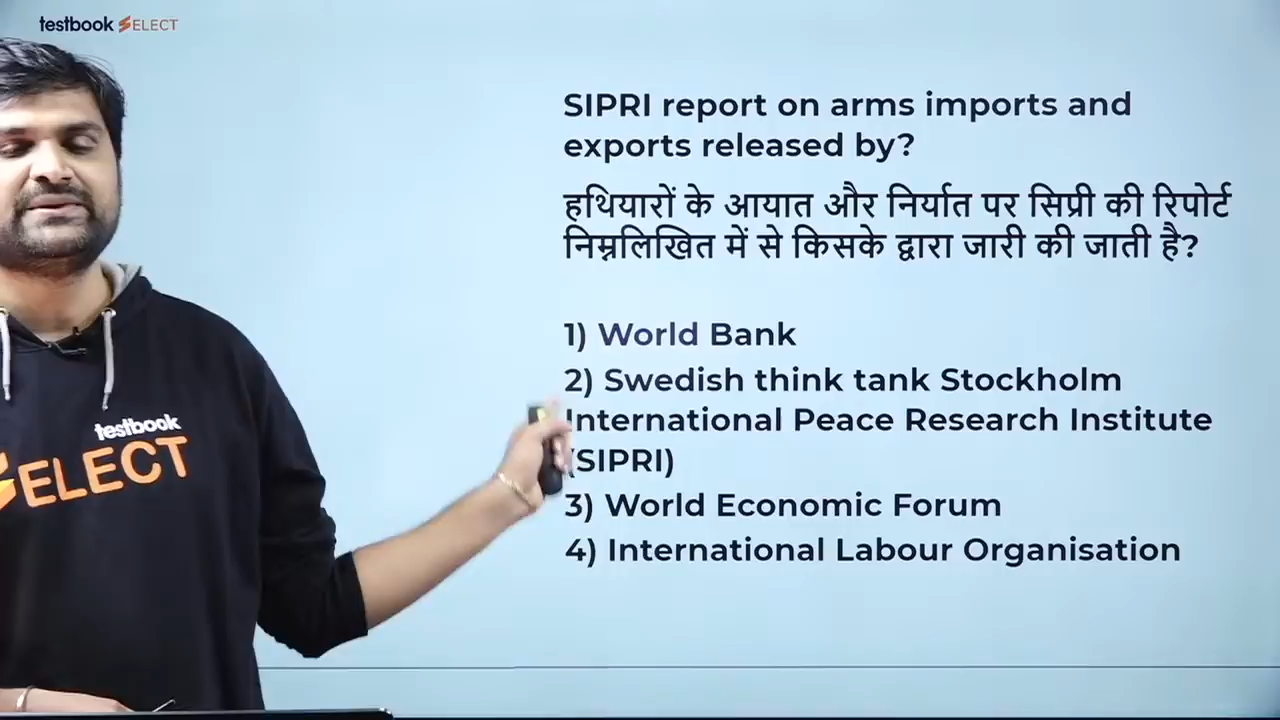 testbook SELECT
SIPRI report on arms imports and
exports released by?
हथियारों के आयात और निर्यात पर सिप्री की रिपोर्ट
निम्नलिखित में से किसके द्वारा जारी की जाती है?
1) World Bank
2) Swedish think tank Stockholm
International Peace Research Institute
(SIPRI)
3) World Economic Forum
4) International Labour Organisation
testbook
SELECT